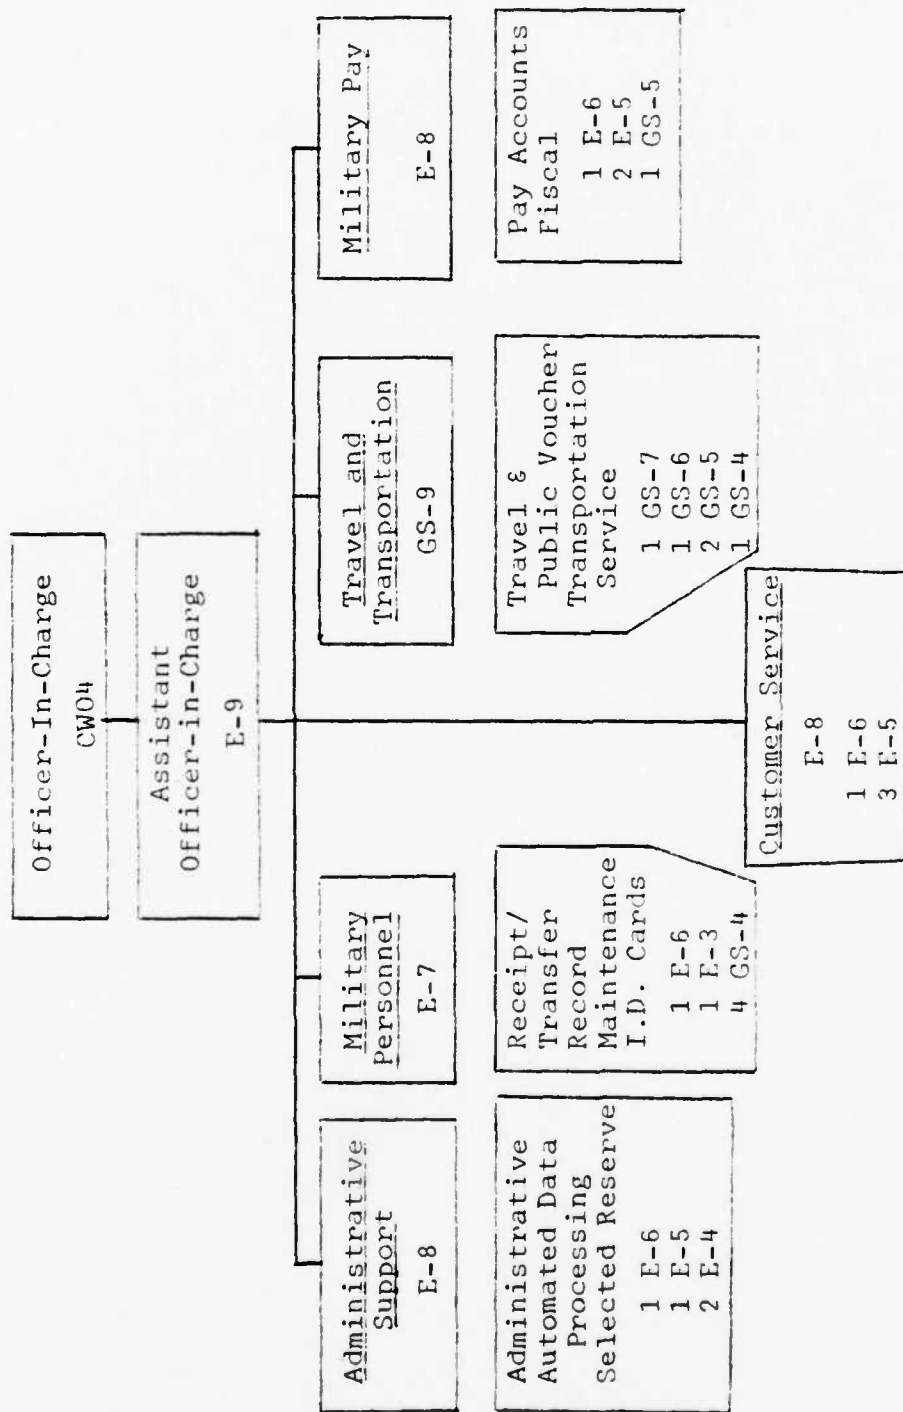 Officer-In-Charge
CWO4
Assistant
Officer-in-Charge
E-9
Administrative
Support
E-8
Military
Personnel
E-7
Travel and
Transportation
GS-9
Military Pay
E-8
Administrative
Automated Data
Processing
Selected Reserve
1 E-6
1 E-5
2 E-4
Receipt/
Transfer
Record
Maintenance
I.D. Cards
1 E-6
1 E-3
4 GS-4
Travel &
Public Voucher
Transportation
Service
1 GS-7
1 GS-6
2 GS-5
1 GS-4
Pay Accounts
Fiscal
1 E-6
2 E-5
1 GS-5
Customer Service
E-8
1 E-6
3 E-5